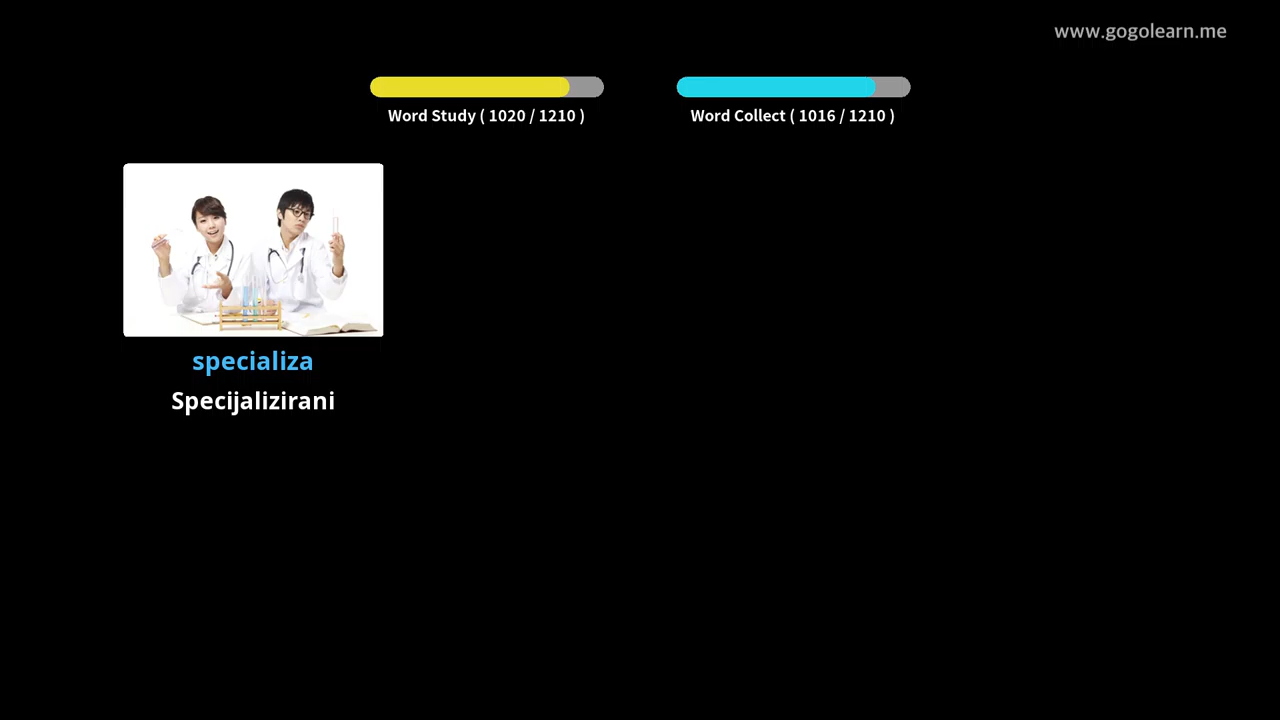 www.gogolearn.me
Word Study ( 1020 / 1210 )
Word Collect ( 1016 / 1210 )
specializa
Specijalizirani